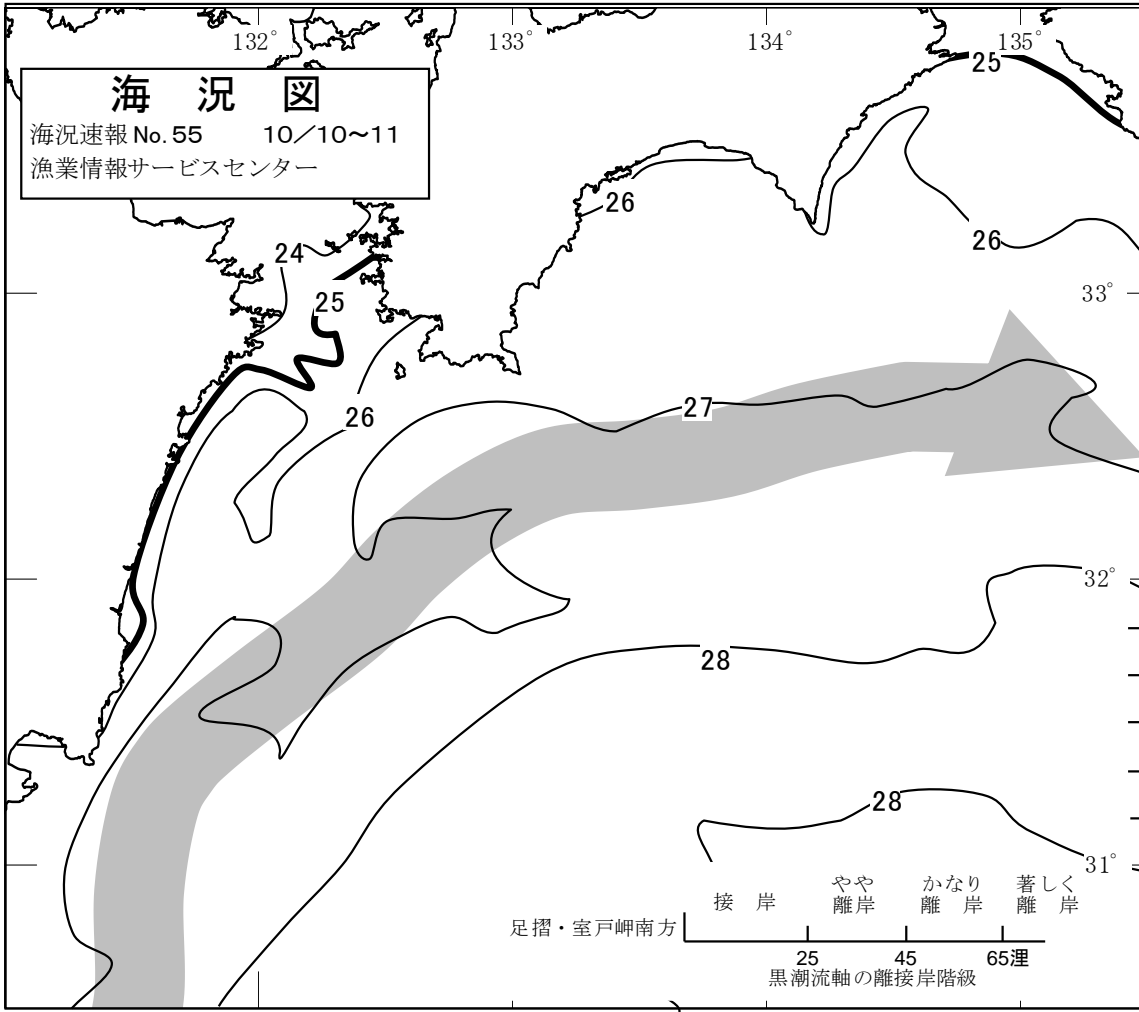 132°
133°
134°
135°
海況図
海況速報 No.55 10／10～11
漁業情報サービスセンター
25
26
24
26
33°
25
26
27
32°
28
28
31°
接岸
やや離岸
かなり離岸
著しく離岸
足摺・室戸岬南方
25
45
65浬
黒潮流軸の離接岸階級